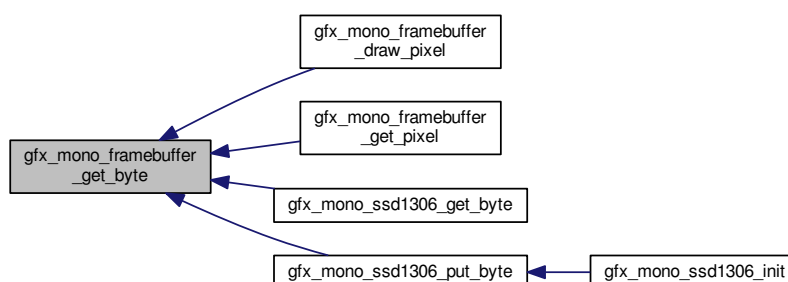 gfx_mono_framebuffer
_draw_pixel
gfx_mono_framebuffer
_get_pixel
gfx_mono_framebuffer
_get_byte
gfx_mono_ssd1306_get_byte
gfx_mono_ssd1306_put_byte
gfx_mono_ssd1306_init